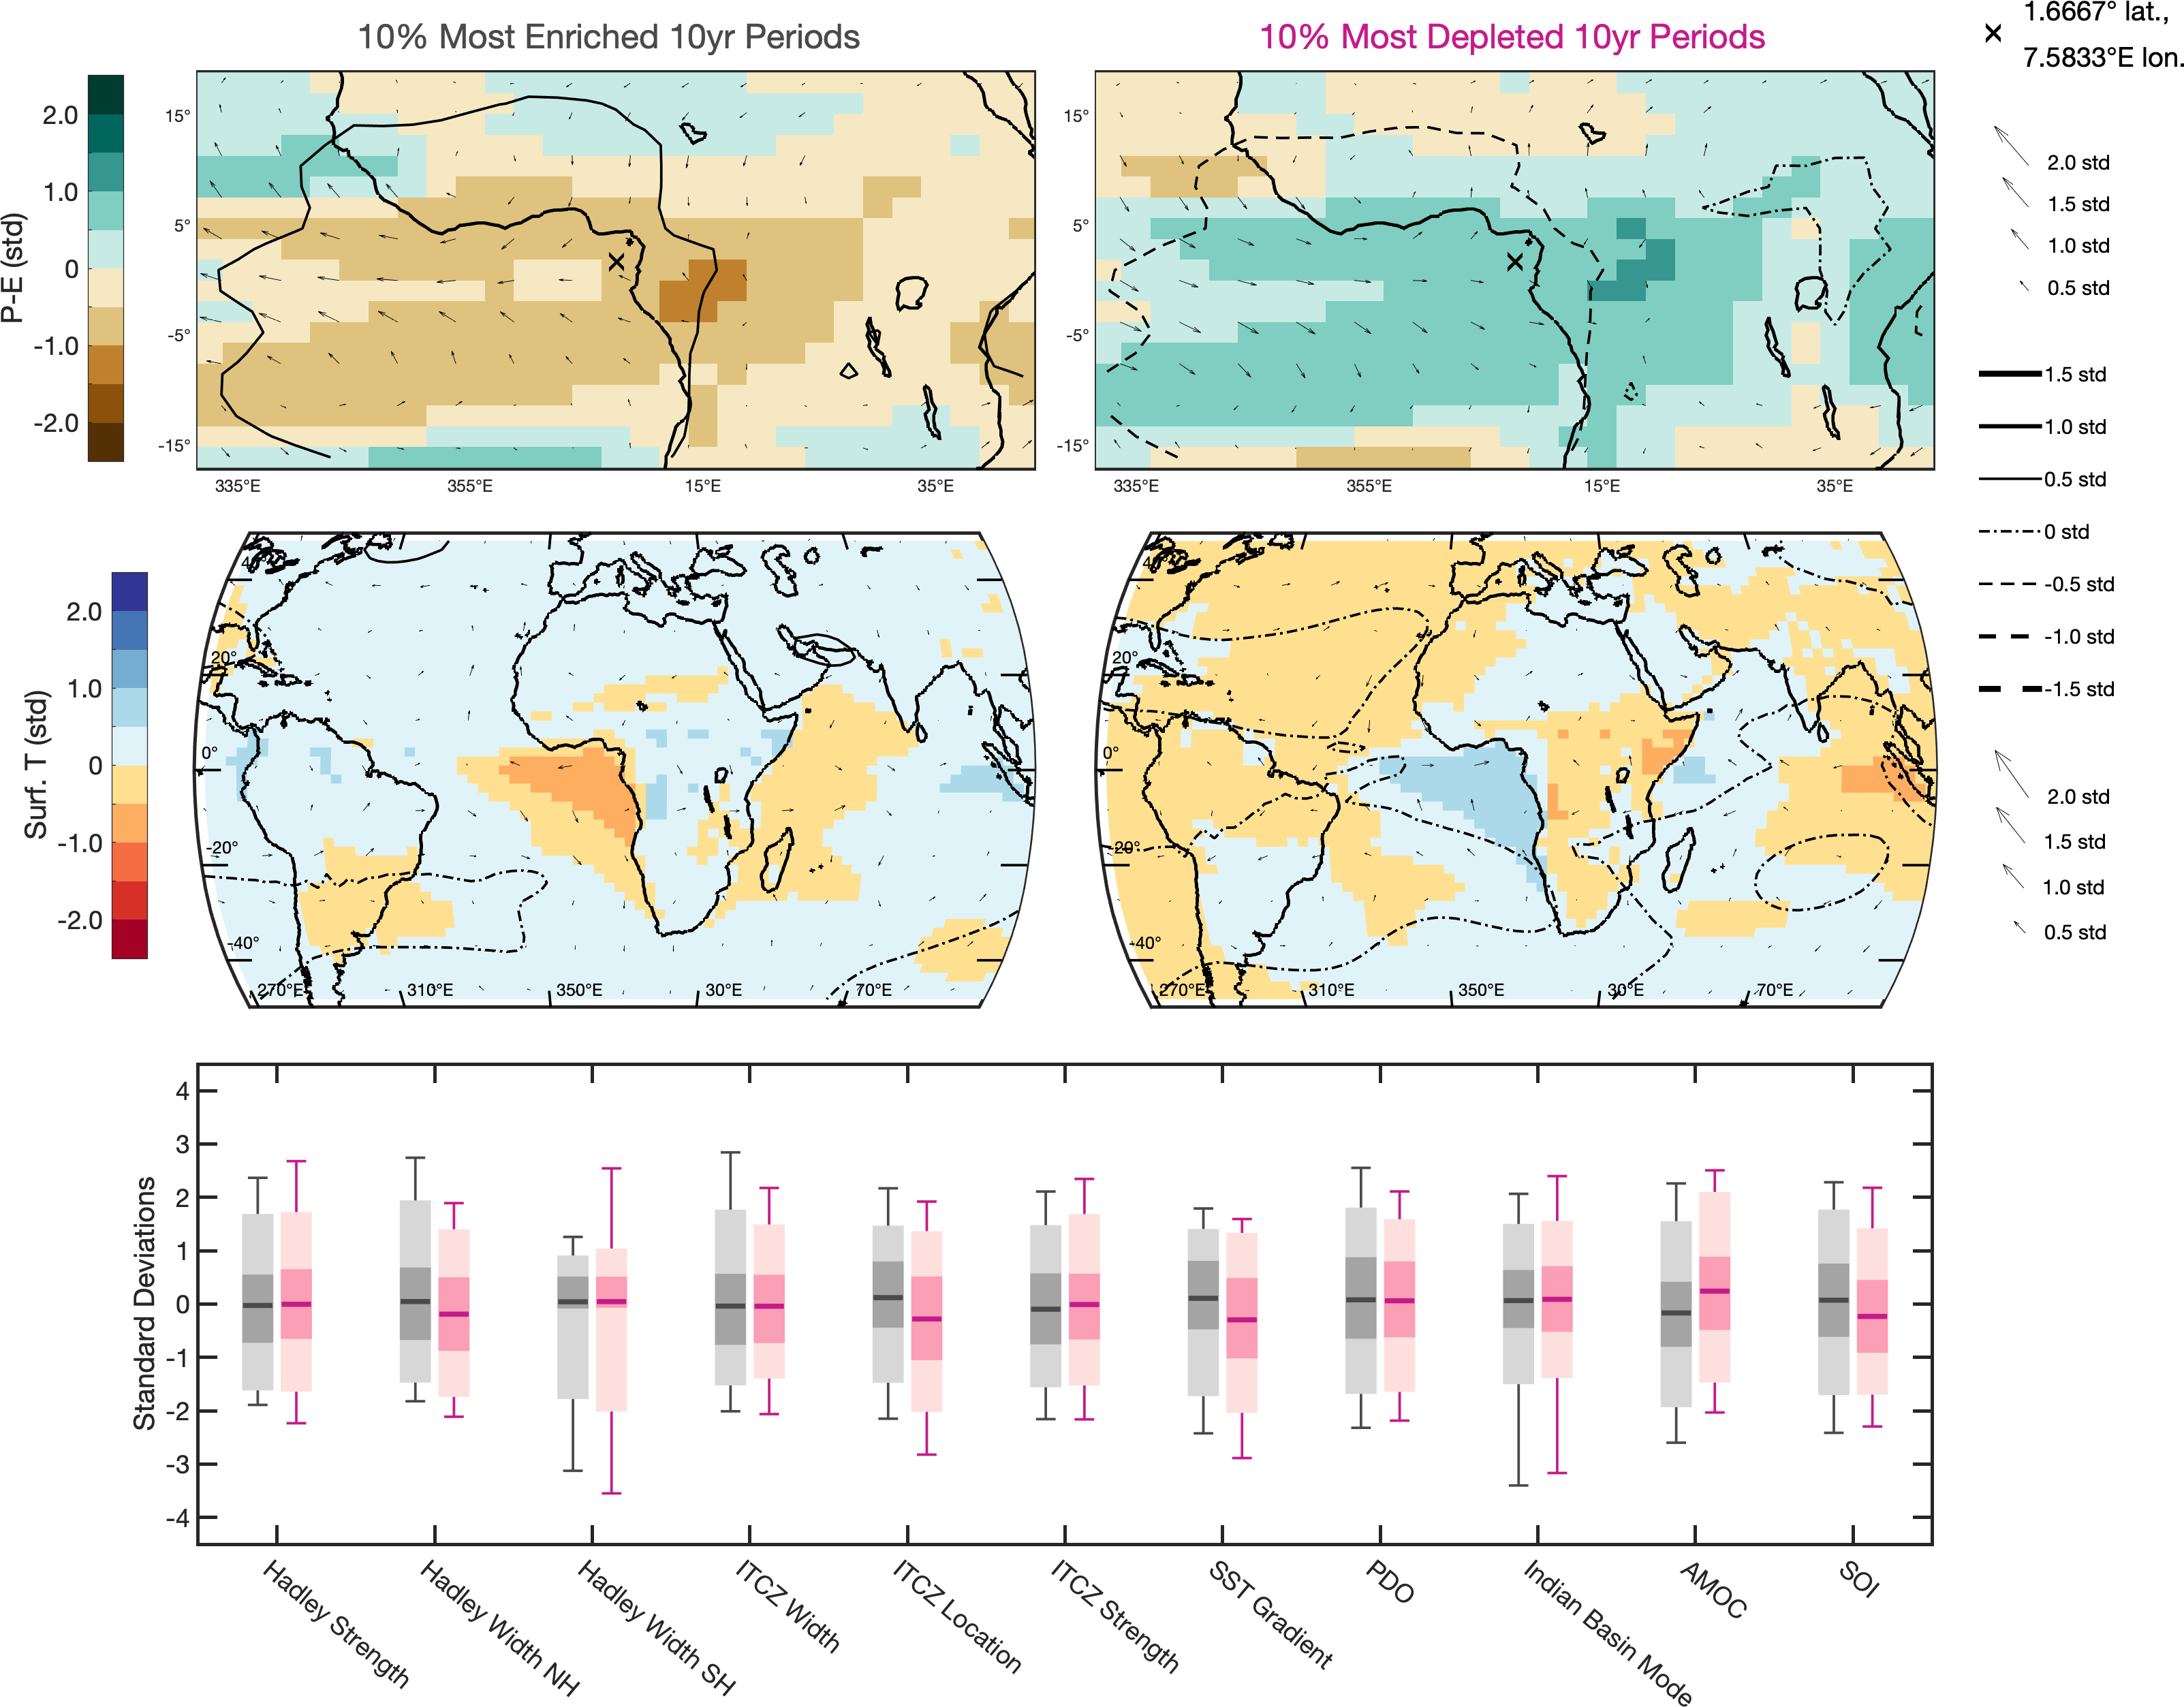 10% Most Enriched 10yr Periods
10% Most Depleted 10yr Periods
1.6667° lat.,
7.5833°E lon.
P-E (std)
2.0
1.0
0
-1.0
-2.0
15°
5°
-5°
-15°
335°E
355°E
15°E
35°E
15°
5°
-5°
-15°
335°E
355°E
15°E
35°E
2.0 std
1.5 std
1.0 std
0.5 std
1.5 std
1.0 std
0.5 std
0 std
-0.5 std
-1.0 std
-1.5 std
Surf. T (std)
2.0
1.0
0
-1.0
-2.0
40°
20°
0°
-20°
-40°
270°E
310°E
350°E
30°E
70°E
40°
20°
0°
-20°
-40°
270°E
310°E
350°E
30°E
70°E
2.0 std
1.5 std
1.0 std
0.5 std
Standard Deviations
4
3
2
1
0
-1
-2
-3
-4
Hadley Strength
Hadley Width NH
Hadley Width SH
ITCZ Width
ITCZ Location
ITCZ Strength
SST Gradient
PDO
Indian Basin Mode
AMOC
SOI